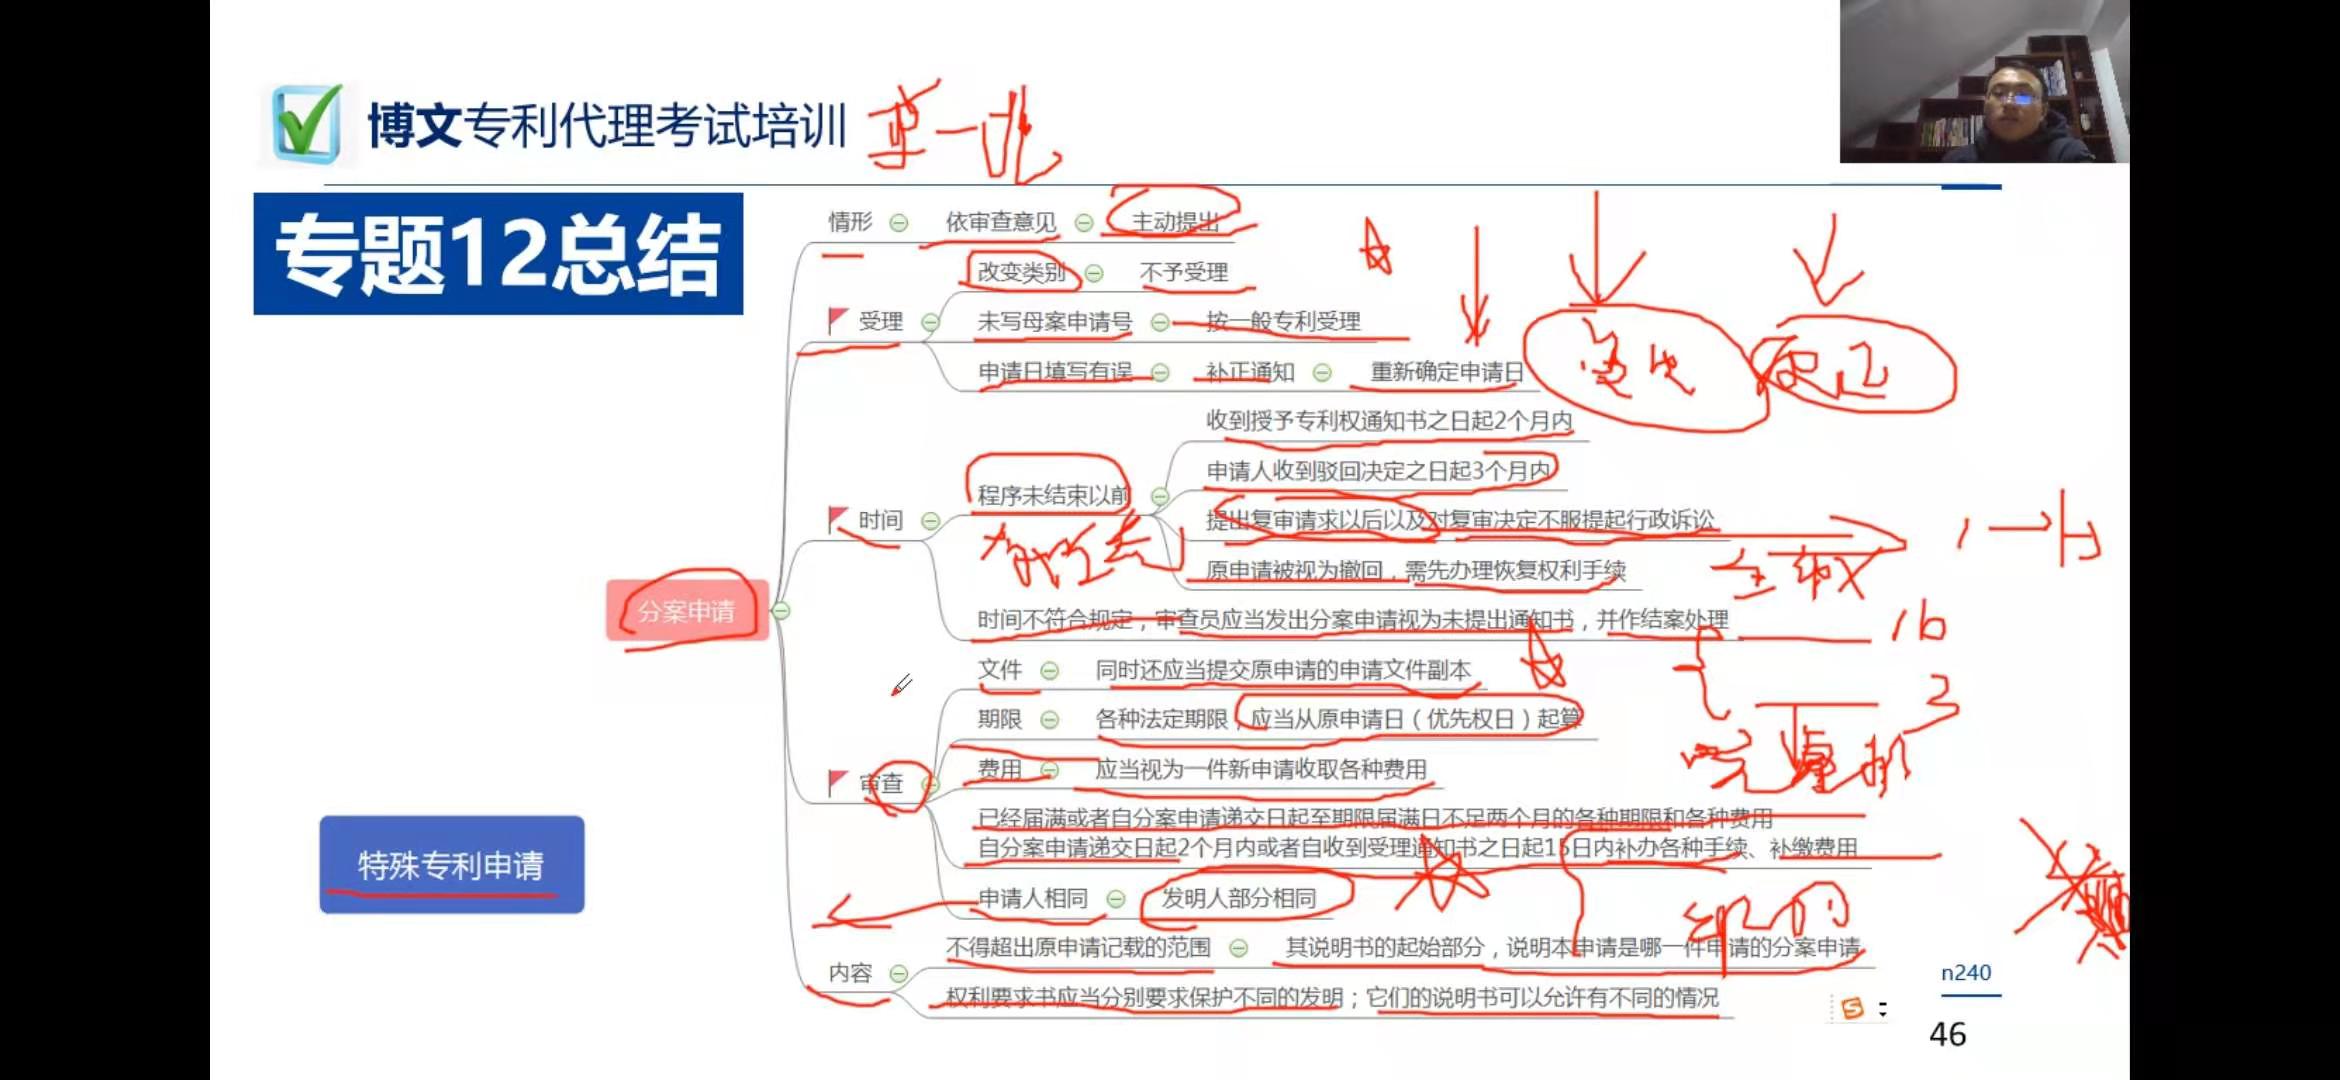 博文专利代理考试培训
专题12总结
情形 依审查意见 主动提出
改变类别 不予受理
受理 未写母案申请号 按一般专利受理
申请日填写有误 补正通知 重新确定申请日
收到授予专利权通知书之日起2个月内
申请人收到驳回决定之日起3个月内
程序未结束以前
时间
提出复审请求以后以及对复审决定不服提起行政诉讼
原申请被视为撤回，需先办理恢复权利手续
分案申请
时间不符合规定，审查员应当发出分案申请视为未提出通知书，并作结案处理
16
文件 同时还应当提交原申请的申请文件副本
期限 各种法定期限，应当从原申请日（优先权日）起算
3
费用 应当视为一件新申请收取各种费用
审查
已经届满或者自分案申请递交日起至期限届满日不足两个月的各种期限和各种费用
自分案申请递交日起2个月内或者自收到受理通知书之日起15日内补办各种手续、补缴费用
特殊专利申请
申请人相同 发明人部分相同
不得超出原申请记载的范围 其说明书的起始部分，说明本申请是哪一件申请的分案申请
内容
权利要求书应当分别要求保护不同的发明；它们的说明书可以允许有不同的情况
n240
46